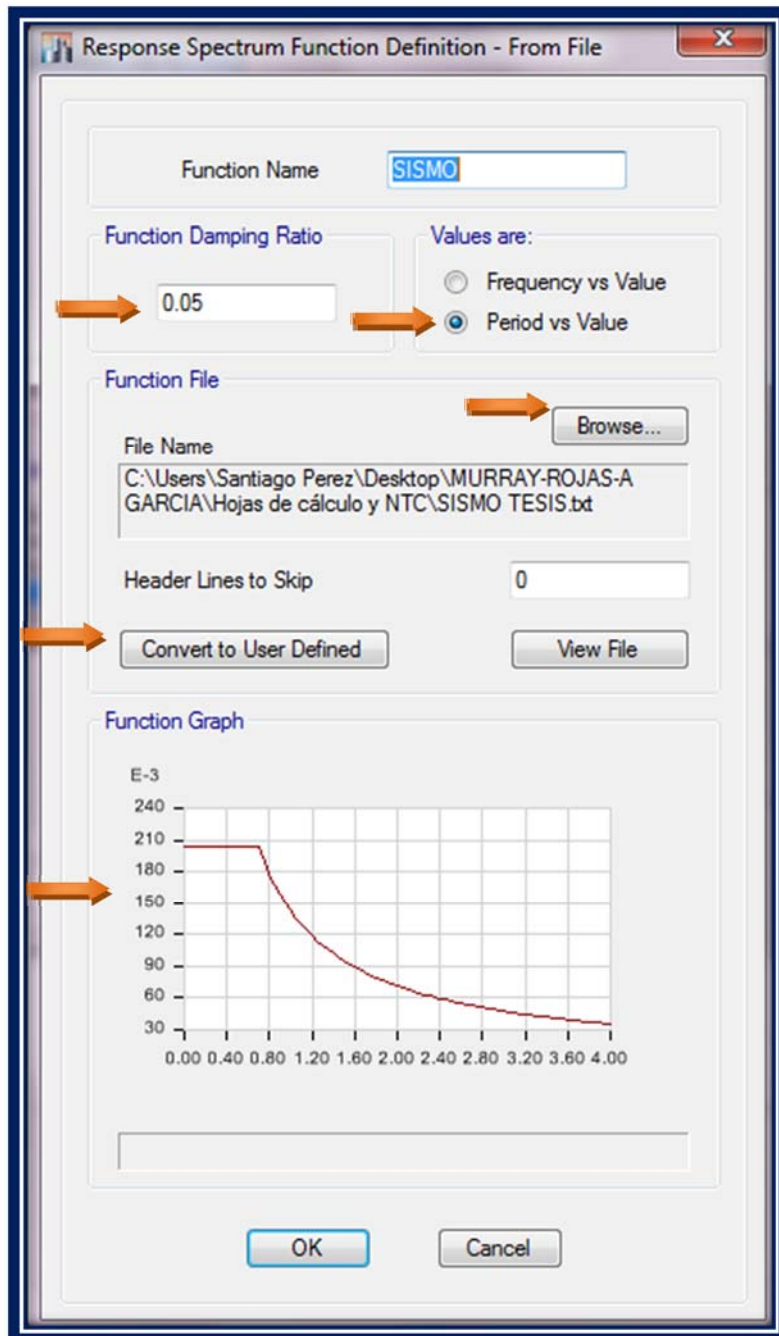 Response Spectrum Function Definition - From File
Function Name
SISMO
Function Damping Ratio
0.05
Values are:
Frequency vs Value
Period vs Value
Function File
Browse...
File Name
C:\Users\Santiago Perez\Desktop\MURRAY-ROJAS-A
GARCIA\Hojas de cálculo y NTC\SISMO TESIS.txt
Header Lines to Skip
0
Convert to User Defined
View File
Function Graph
E-3
240
210
180
150
120
90
60
30
0.00 0.40 0.80 1.20 1.60 2.00 2.40 2.80 3.20 3.60 4.00
OK
Cancel